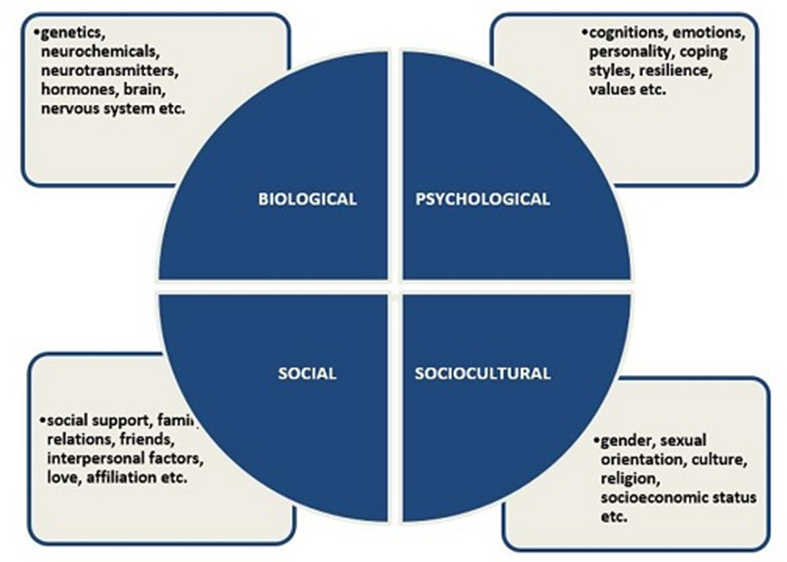 •genetics,
neurochemicals,
neurotransmitters,
hormones, brain,
nervous system etc.
•cognitions, emotions,
personality, coping
styles, resilience,
values etc.
BIOLOGICAL
PSYCHOLOGICAL
SOCIAL
SOCIOCULTURAL
•social support,
relations, friends,
interpersonal factors,
love, affiliation etc.
•gender, sexual
orientation, culture,
religion,
socioeconomic status
etc.